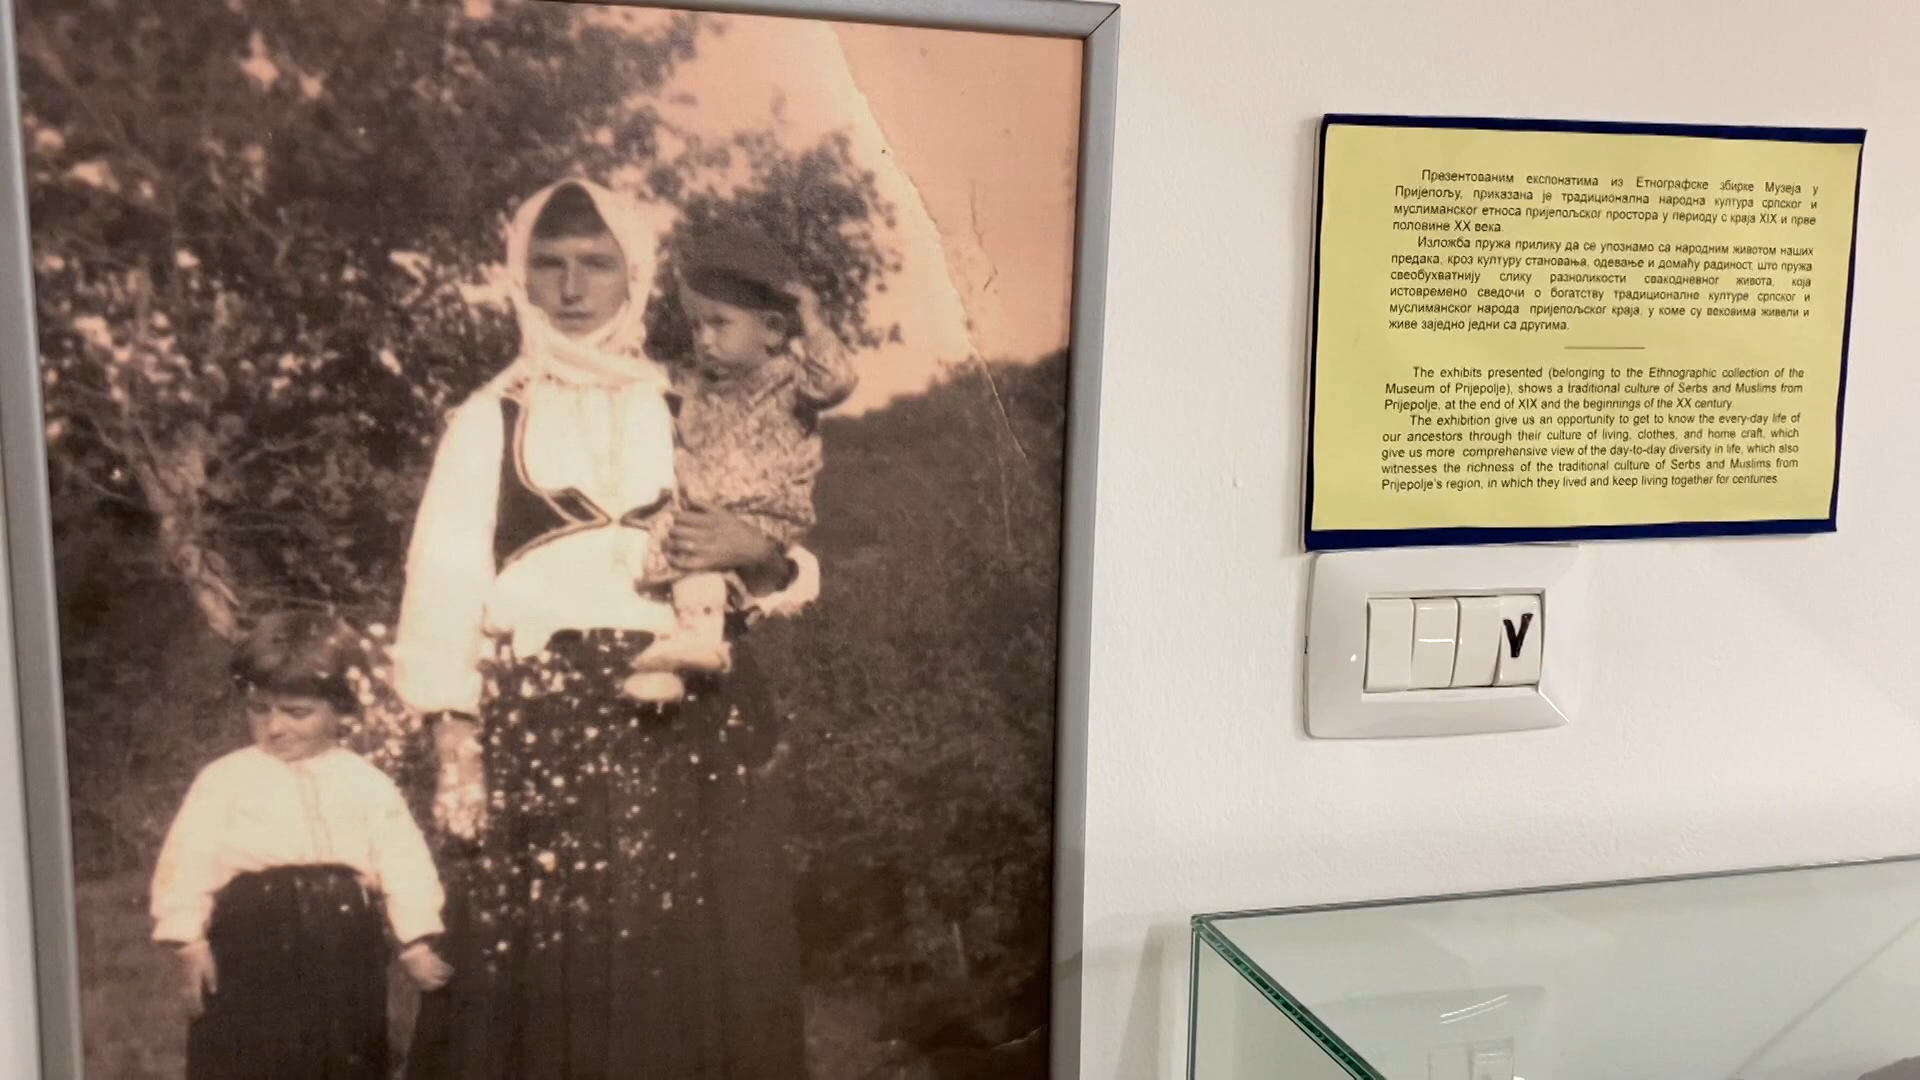 Презентованим експонатима из Етнографске збирке Музеја у
Пријепољу, приказана је традиционална народна култура српског и
муслиманског етноса пријепољског простора у периоду с краја XIX и прве
половине XX века.
Изложба пружа прилику да се упознамо са народним животом наших
предака, кроз културу становања, одевање и домаћу радиност, што пружа
свеобухватнију слику разноликости свакодневног живота, која
истовремено сведочи о богатству традиционалне културе српског и
муслиманског народа пријепољског краја, у коме су вековима живели и
живе заједно једни са другима.
The exhibits presented (belonging to the Ethnographic collection of the
Museum of Prijepolje), shows a traditional culture of Serbs and Muslims from
Prijepolje, at the end of XIX and the beginnings of the XX century.
The exhibition give us an opportunity to get to know the every-day life of
our ancestors through their culture of living, clothes, and home craft, which
give us more comprehensive view of the day-to-day diversity in life, which also
witnesses the richness of the traditional culture of Serbs and Muslims from
Prijepolje's region, in which they lived and keep living together for centuries.
V